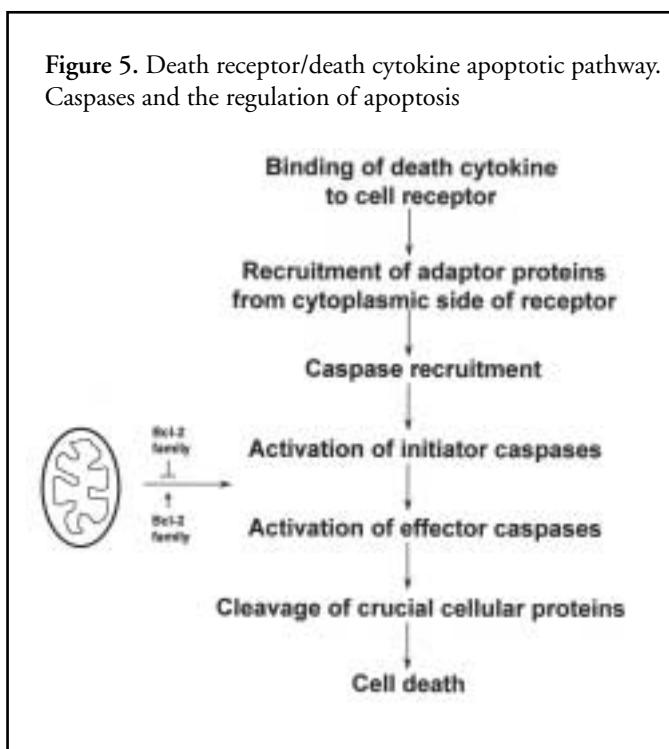 Figure 5. Death receptor/death cytokine apoptotic pathway.
Caspases and the regulation of apoptosis
Binding of death cytokine
to cell receptor
Recruitment of adaptor proteins
from cytoplasmic side of receptor
Caspase recruitment
Bcl-2
family
Activation of initiator caspases
Bcl-2
family
Activation of effector caspases
Cleavage of crucial cellular proteins
Cell death